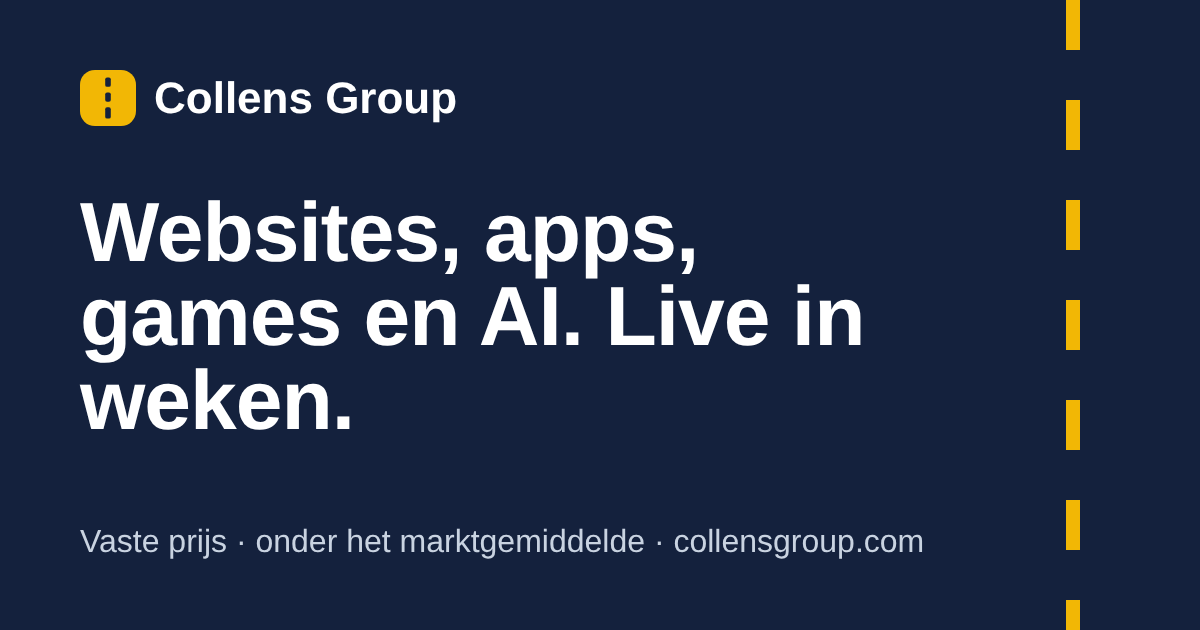 Collens Group
Websites, apps,
games en AI. Live in
weken.
Vaste prijs · onder het marktgemiddelde · collensgroup.com